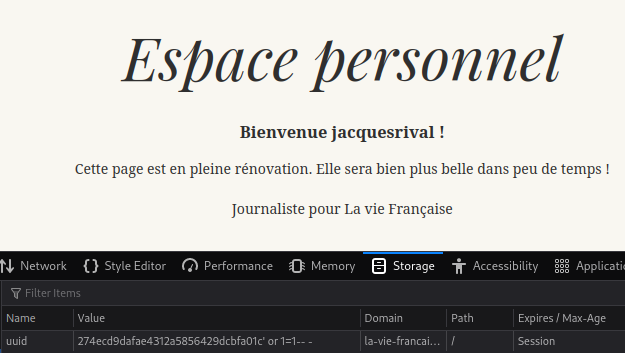 Espace personnel
Bienvenue jacquesrival !
Cette page est en pleine rénovation. Elle sera bien plus belle dans peu de temps !
Journaliste pour La vie Française
Network Style Editor Performance Memory Storage Accessibility Applicatio
Filter Items
Name Value Domain Path Expires / Max-Age
uuid 274ecd9dafae4312a5856429dcbfa01c' or 1=1-- - la-vie-francai... / Session